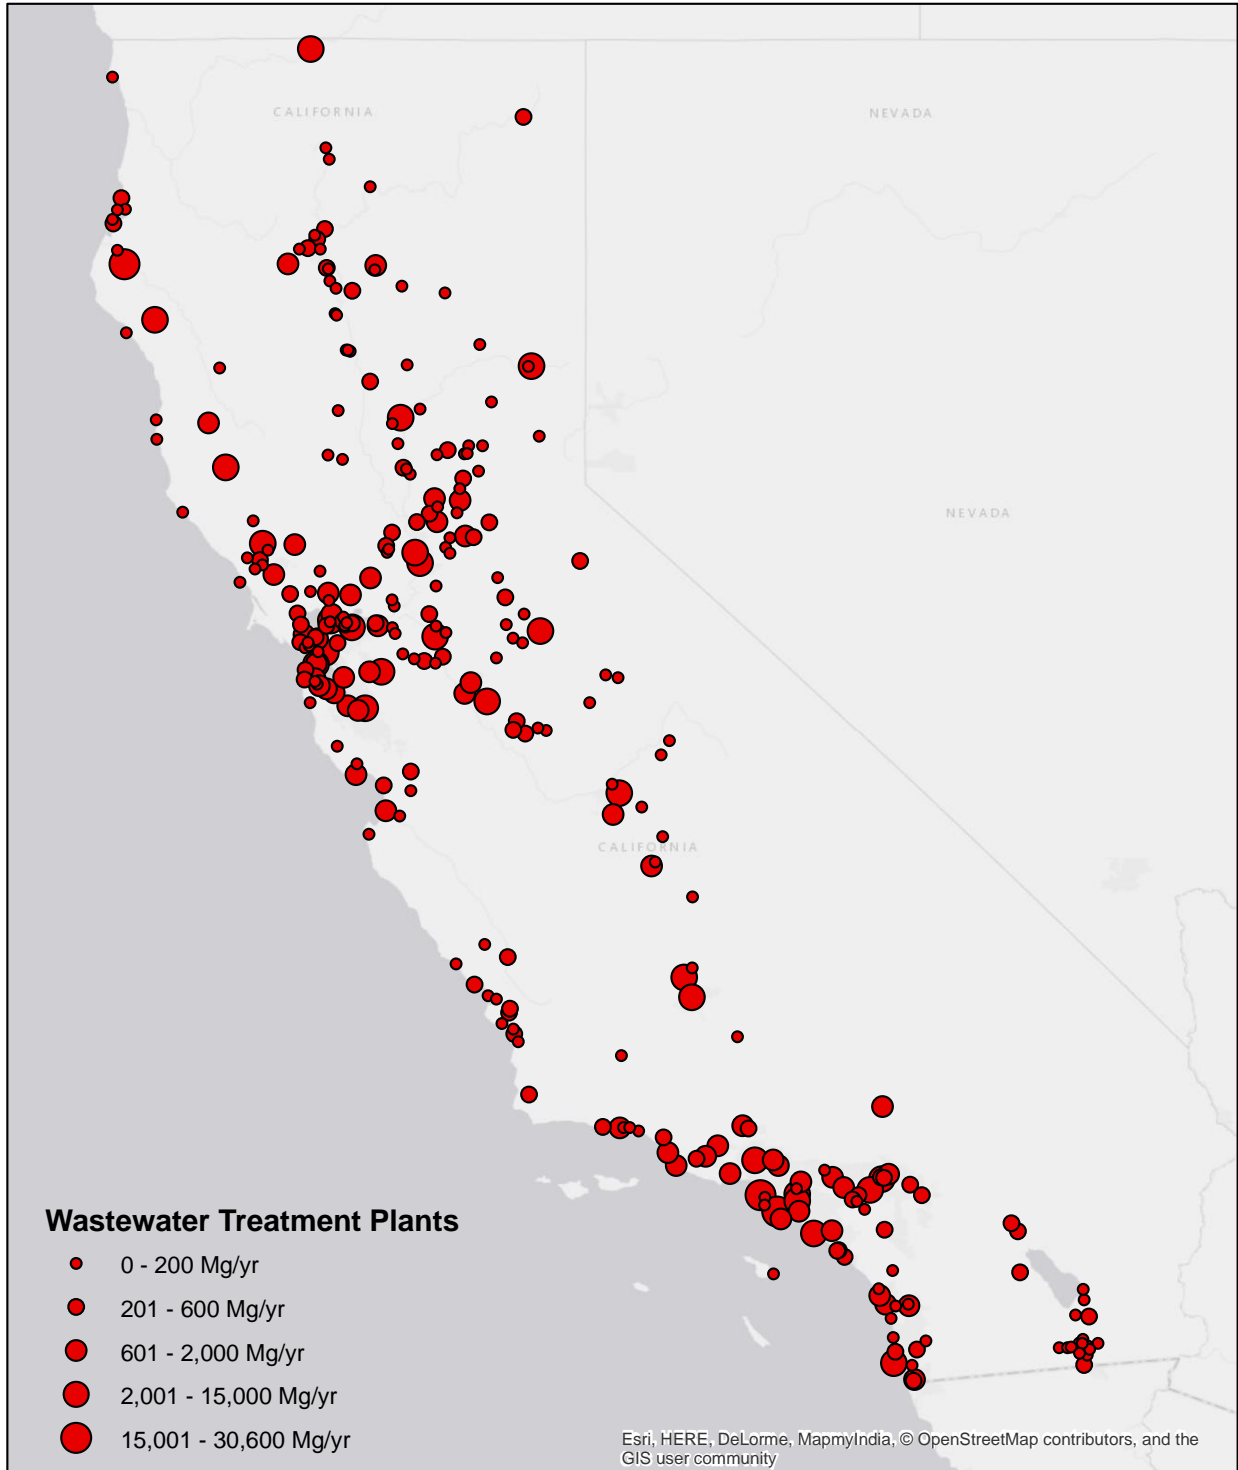 CALIFORNIA
NEVADA
NEVADA
CALIFORNIA
Wastewater Treatment Plants
0 - 200 Mg/yr
201 - 600 Mg/yr
601 - 2,000 Mg/yr
2,001 - 15,000 Mg/yr
15,001 - 30,600 Mg/yr
Esri, HERE, DeLorme, MapmyIndia, © OpenStreetMap contributors, and the
GIS user community